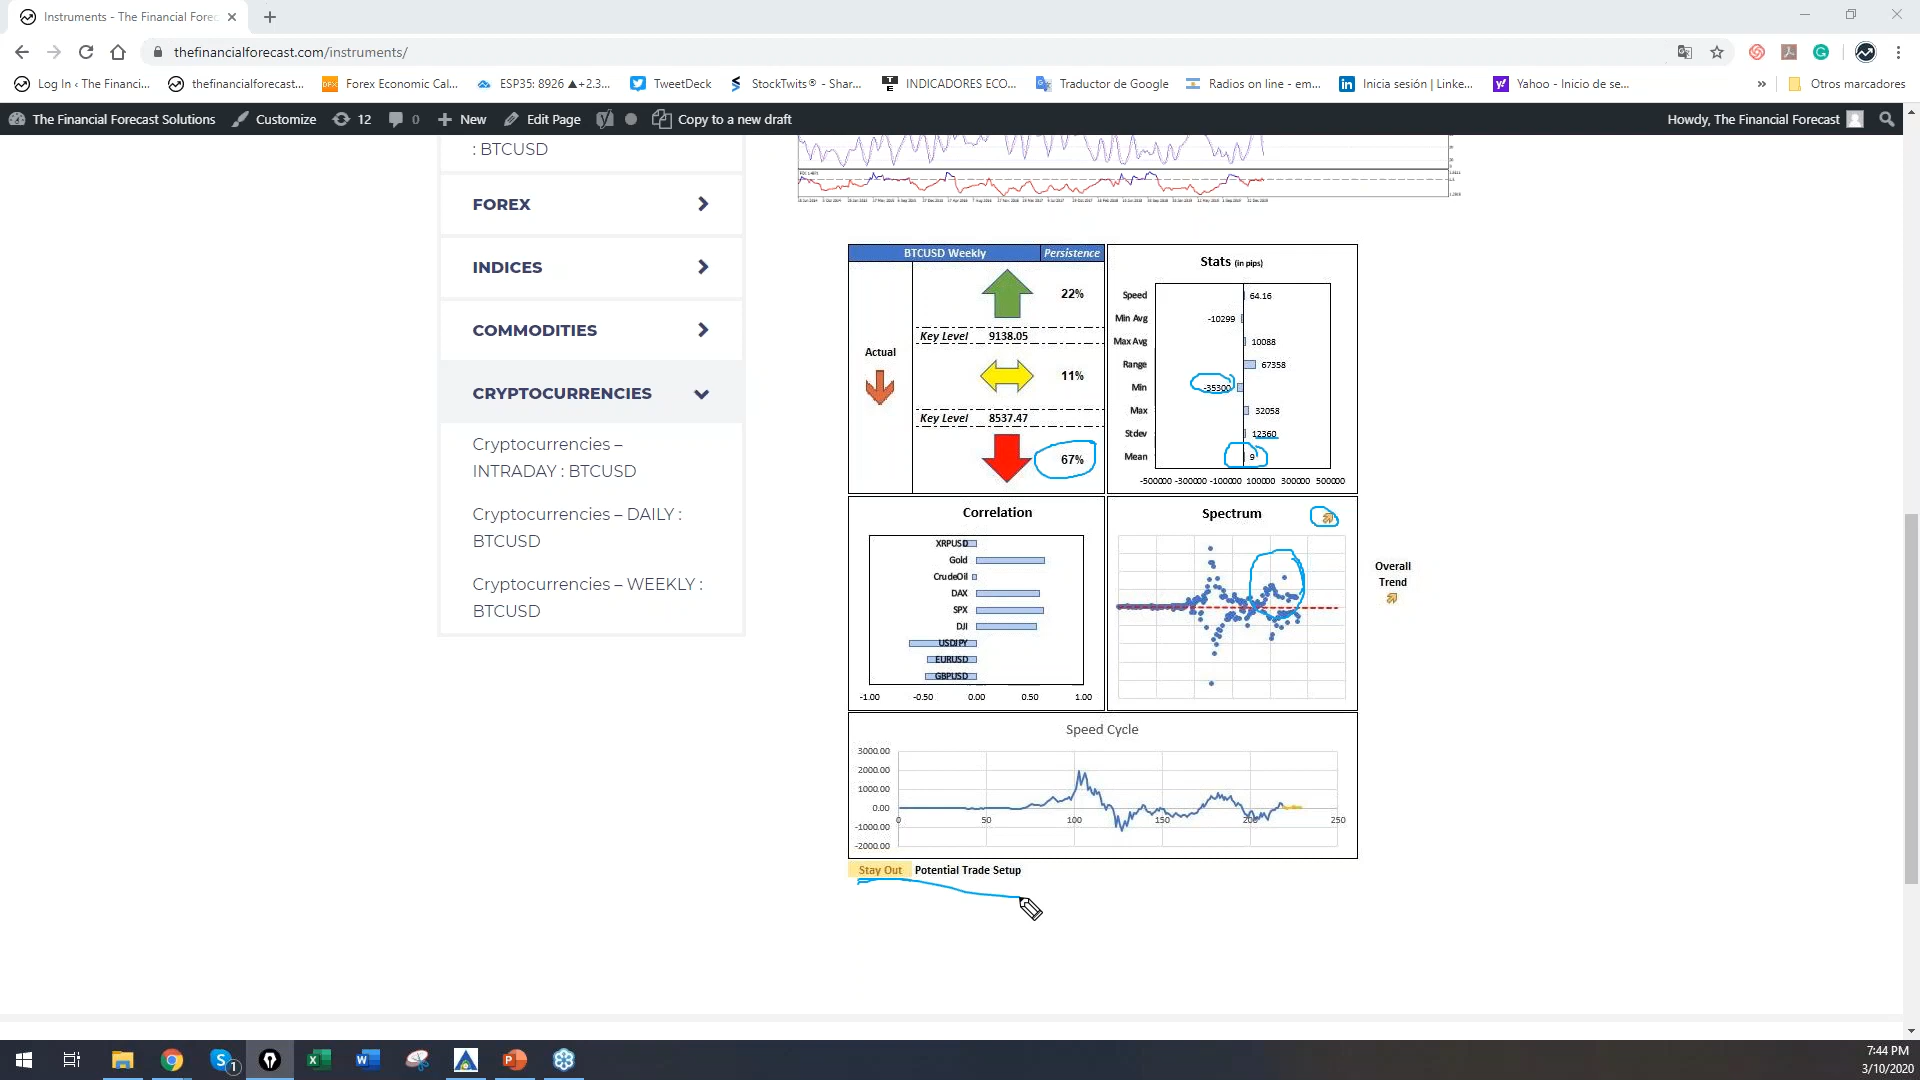 Instruments - The Financial Forec
thefinancialforecast.com/instruments/
Log In ‹ The Financi...
thefinancialforecast...
Forex Economic Cal...
ESP35: 8926 ▲+2.3...
TweetDeck
StockTwits® - Shar...
INDICADORES ECO...
Traductor de Google
Radios on line - em...
Inicia sesión | Linke...
Yahoo - Inicio de se...
»
Otros marcadores
The Financial Forecast Solutions
Customize
12
0
New
Edit Page
Copy to a new draft
Howdy, The Financial Forecast
: BTCUSD
FOREX
INDICES
COMMODITIES
CRYPTOCURRENCIES
Cryptocurrencies –
INTRADAY : BTCUSD
Cryptocurrencies – DAILY :
BTCUSD
Cryptocurrencies – WEEKLY :
BTCUSD
BTCUSD Weekly Persistence
22%
Key Level 9138.05
Actual
11%
Key Level 8537.47
67%
Stats (in pips)
Speed 64.16
Min Avg -10299
Max Avg 10088
Range 67358
Min -35300
Max 32058
Stdev 12360
Mean 9
-500000 -300000 -100000 100000 300000 500000
Correlation
XRPUSD
Gold
CrudeOil
DAX
SPX
DJI
USDJPY
EURUSD
GBPUSD
-1.00 -0.50 0.00 0.50 1.00
Spectrum
Overall
Trend
Speed Cycle
3000.00
2000.00
1000.00
0.00
-1000.00
-2000.00
0 50 100 150 200 250
Stay Out Potential Trade Setup
7:44 PM
3/10/2020